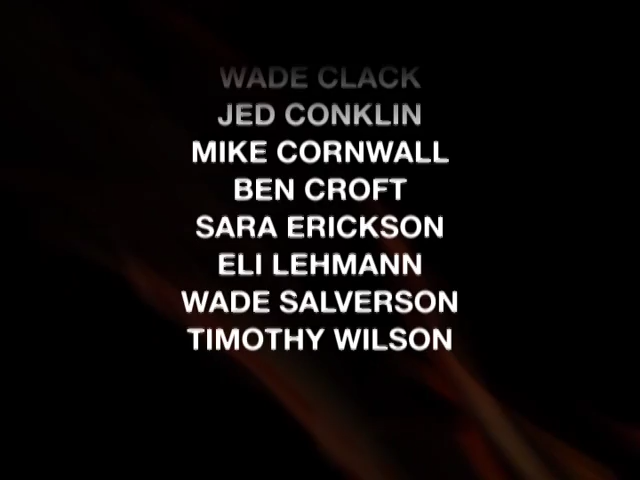 WADE CLACK
JED CONKLIN
MIKE CORNWALL
BEN CROFT
SARA ERICKSON
ELI LEHMANN
WADE SALVERSON
TIMOTHY WILSON